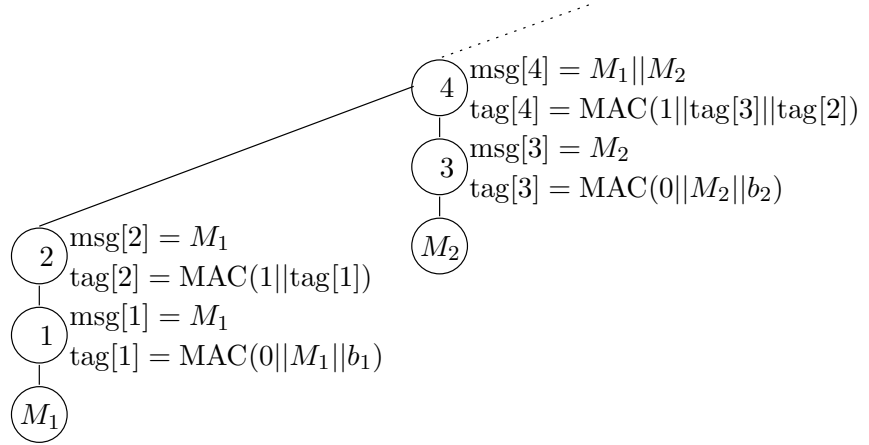 4
msg[4] = M₁||M₂
tag[4] = MAC(1||tag[3]||tag[2])
3
msg[3] = M₂
tag[3] = MAC(0||M₂||b₂)
M₂
2
msg[2] = M₁
tag[2] = MAC(1||tag[1])
1
msg[1] = M₁
tag[1] = MAC(0||M₁||b₁)
M₁